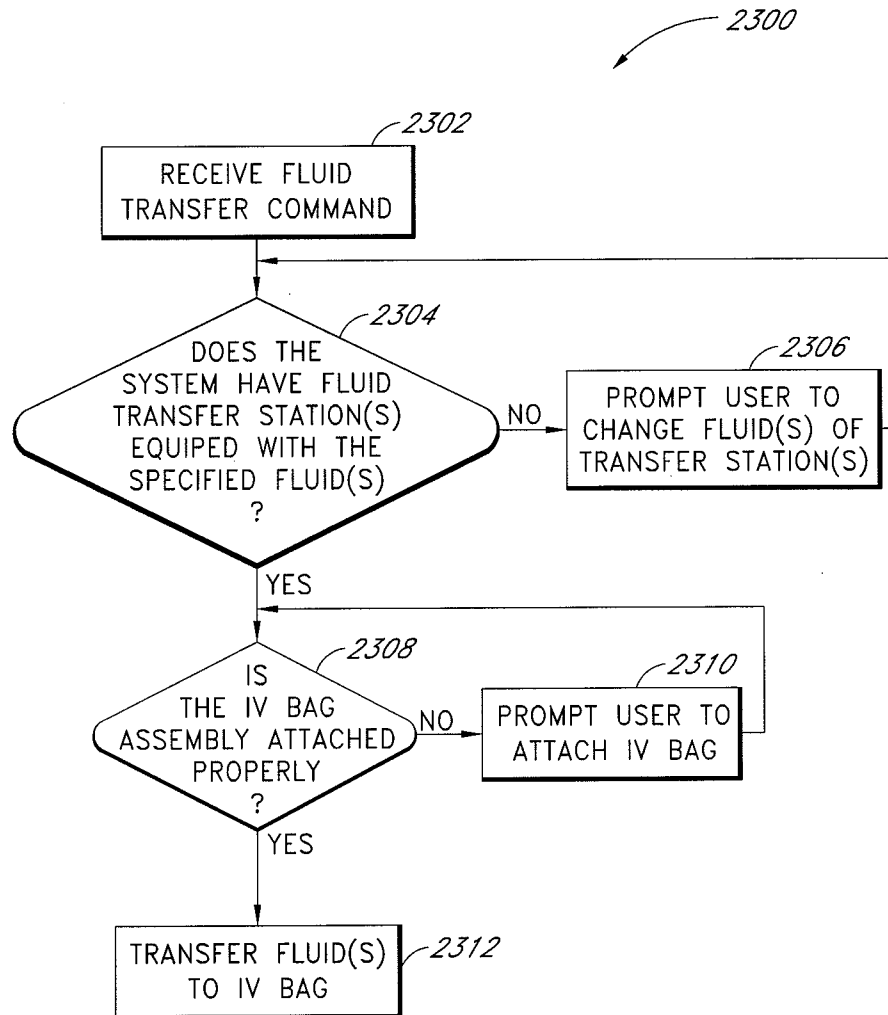 2300
2302
RECEIVE FLUID
TRANSFER COMMAND
2304
DOES THE
SYSTEM HAVE FLUID
TRANSFER STATION(S)
EQUIPED WITH THE
SPECIFIED FLUID(S)
?
NO
2306
PROMPT USER TO
CHANGE FLUID(S) OF
TRANSFER STATION(S)
YES
2308
IS
THE IV BAG
ASSEMBLY ATTACHED
PROPERLY
?
NO
2310
PROMPT USER TO
ATTACH IV BAG
YES
TRANSFER FLUID(S)
TO IV BAG
2312